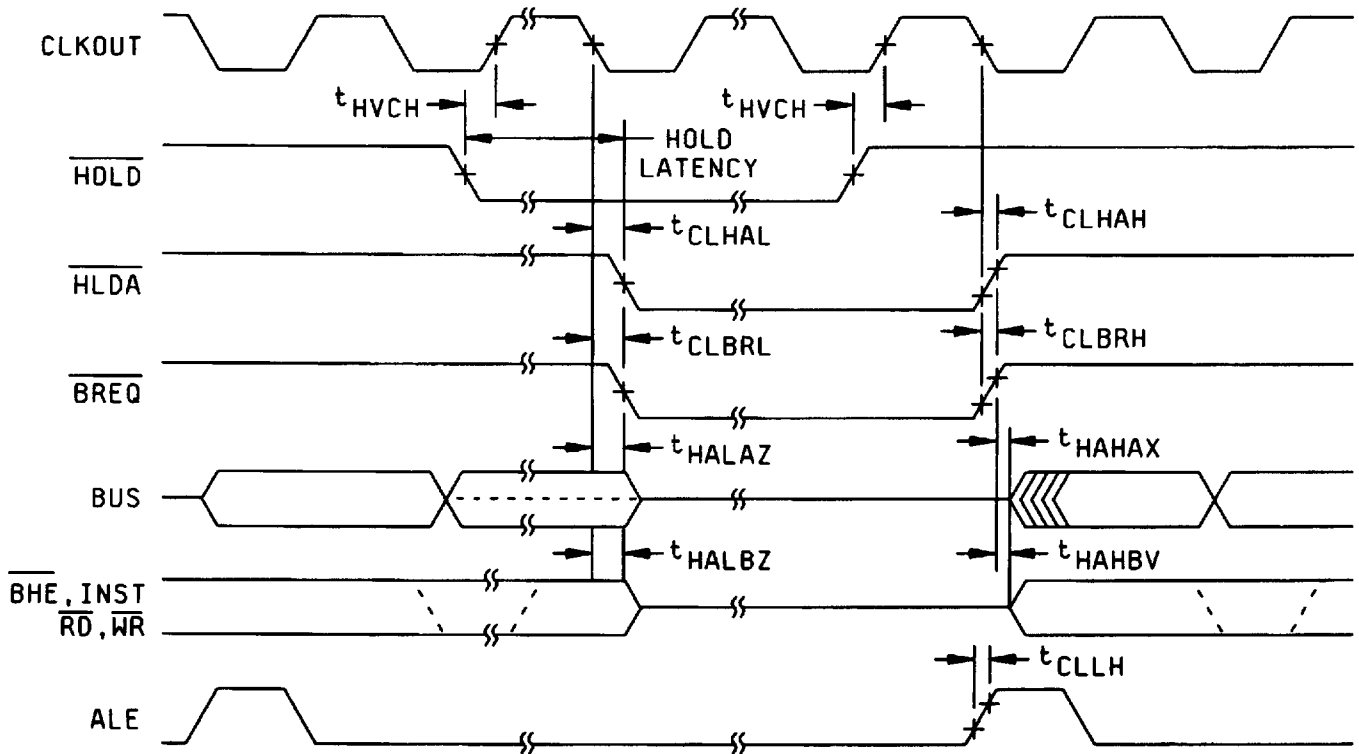 CLKOUT
tHVCH
tHVCH
HOLD
LATENCY
HOLD
tCLHAL
tCLHAH
HLDA
tCLBRL
tCLBRH
BREQ
tHALAZ
tHAHAX
BUS
tHALBZ
tHAHBV
BHE, INST
RD, WR
tCLLH
ALE